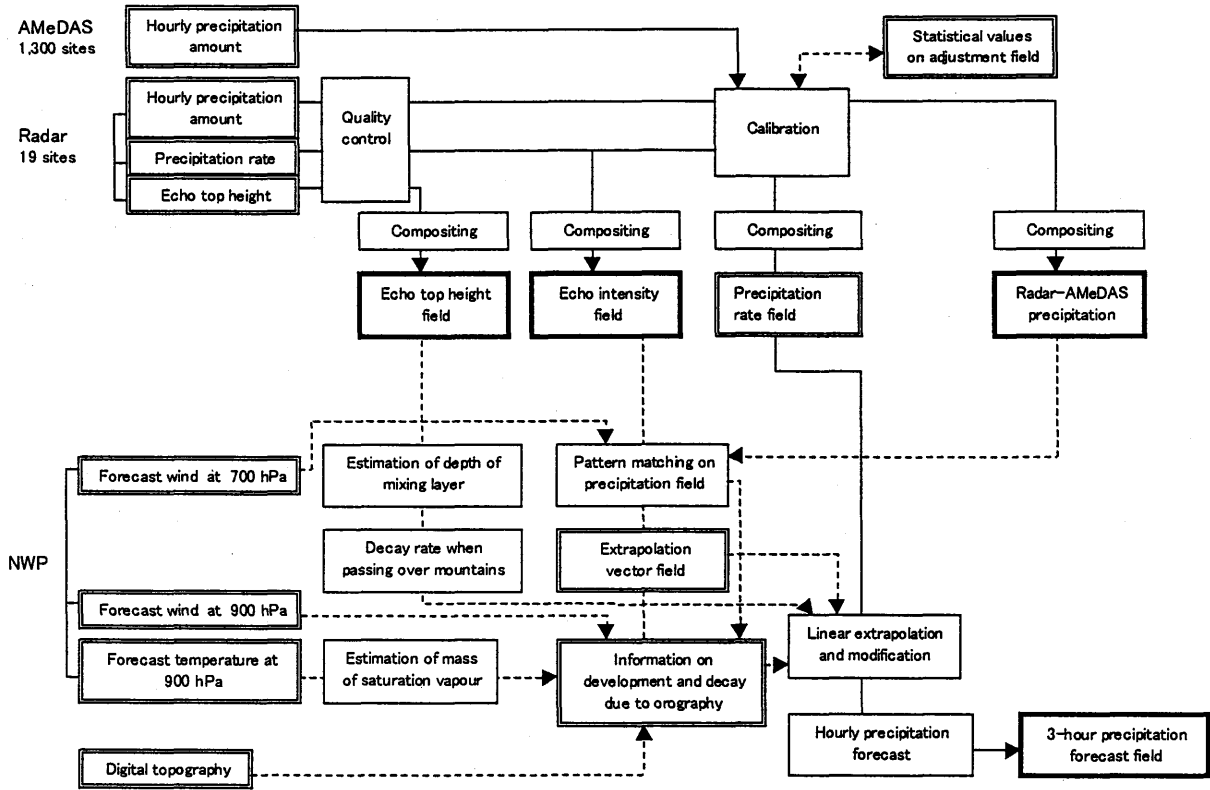 AMeDAS
1,300 sites
Hourly precipitation
amount
Statistical values
on adjustment field
Radar
19 sites
Hourly precipitation
amount
Precipitation rate
Echo top height
Quality
control
Calibration
Compositing
Compositing
Compositing
Compositing
Echo top height
field
Echo intensity
field
Precipitation
rate field
Radar-AMeDAS
precipitation
NWP
Forecast wind at 700 hPa
Estimation of depth of
mixing layer
Pattern matching on
precipitation field
Decay rate when
passing over mountains
Extrapolation
vector field
Forecast wind at 900 hPa
Forecast temperature at
900 hPa
Estimation of mass
of saturation vapour
Information on
development and decay
due to orography
Linear extrapolation
and modification
Digital topography
Hourly precipitation
forecast
3-hour precipitation
forecast field